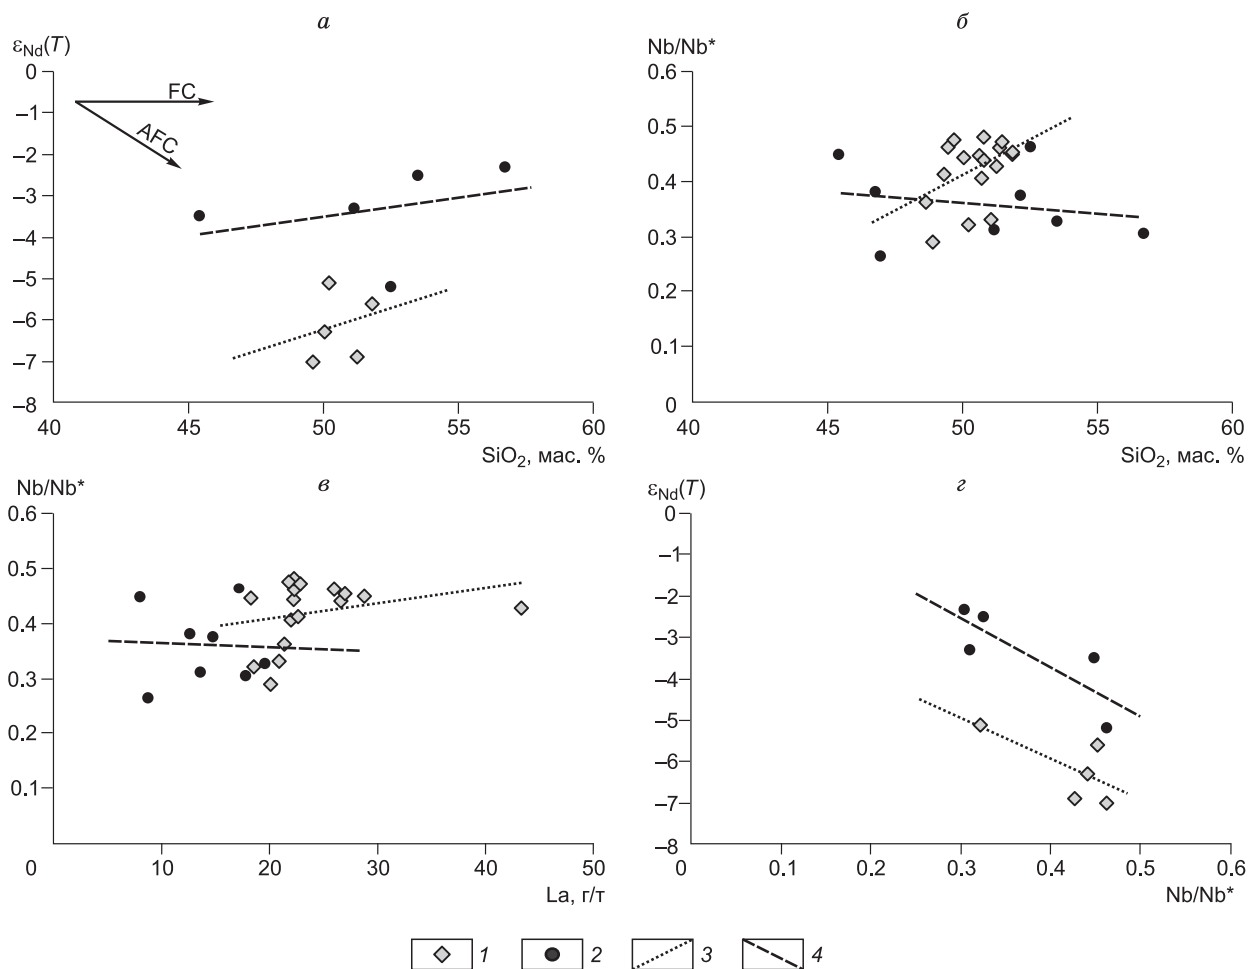 а
εNd(T)
0
–1
–2
–3
–4
–5
–6
–7
–8
FC
AFC
40 45 50 55 60
SiO2, мас. %
б
Nb/Nb*
0.6
0.5
0.4
0.3
0.2
0.1
0
40 45 50 55 60
SiO2, мас. %
в
Nb/Nb*
0.6
0.5
0.4
0.3
0.2
0.1
0 10 20 30 40 50
La, г/т
г
εNd(T)
0
–1
–2
–3
–4
–5
–6
–7
–8
0 0.1 0.2 0.3 0.4 0.5 0.6
Nb/Nb*
1 2 3 4